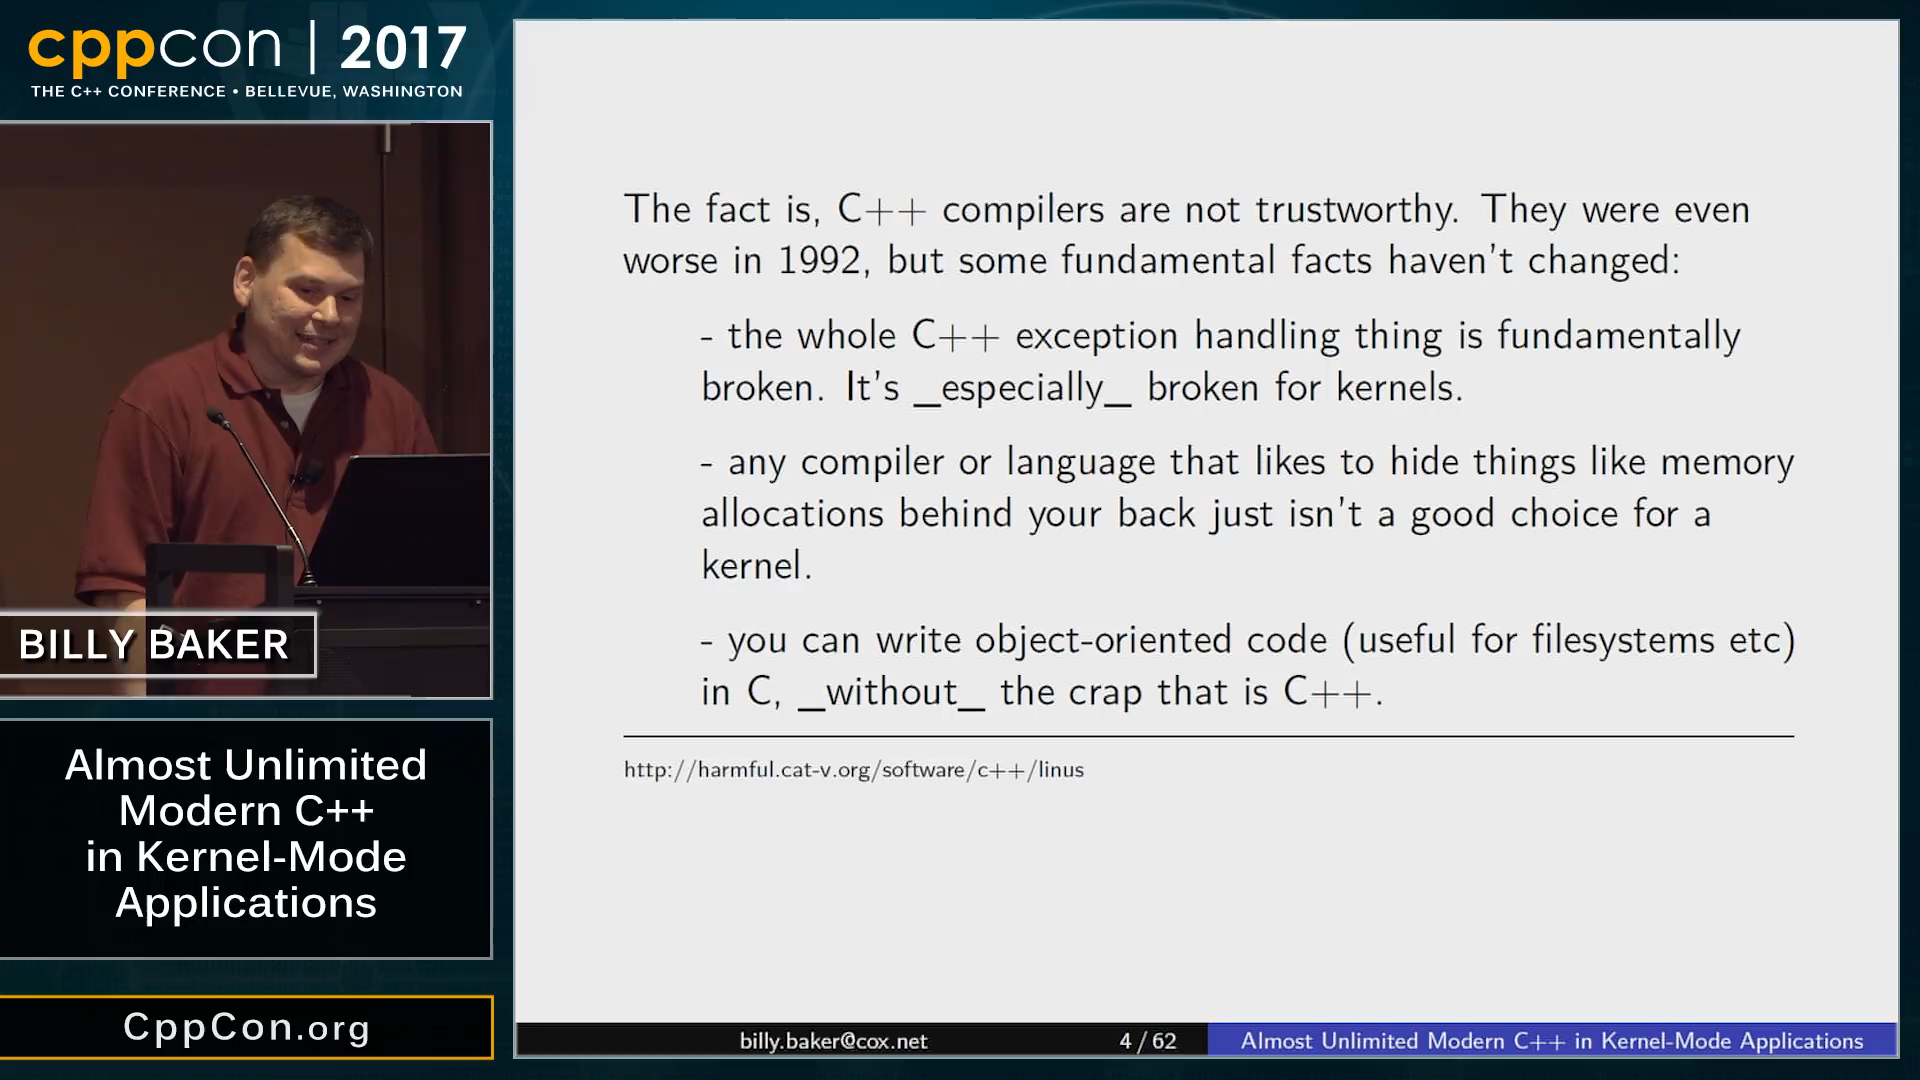 cppcon | 2017
THE C++ CONFERENCE • BELLEVUE, WASHINGTON
BILLY BAKER
Almost Unlimited
Modern C++
in Kernel-Mode
Applications
CppCon.org
The fact is, C++ compilers are not trustworthy. They were even
worse in 1992, but some fundamental facts haven't changed:
- the whole C++ exception handling thing is fundamentally
broken. It's _especially_ broken for kernels.
- any compiler or language that likes to hide things like memory
allocations behind your back just isn't a good choice for a
kernel.
- you can write object-oriented code (useful for filesystems etc)
in C, _without_ the crap that is C++.
http://harmful.cat-v.org/software/c++/linus
billy.baker@cox.net
4 / 62
Almost Unlimited Modern C++ in Kernel-Mode Applications